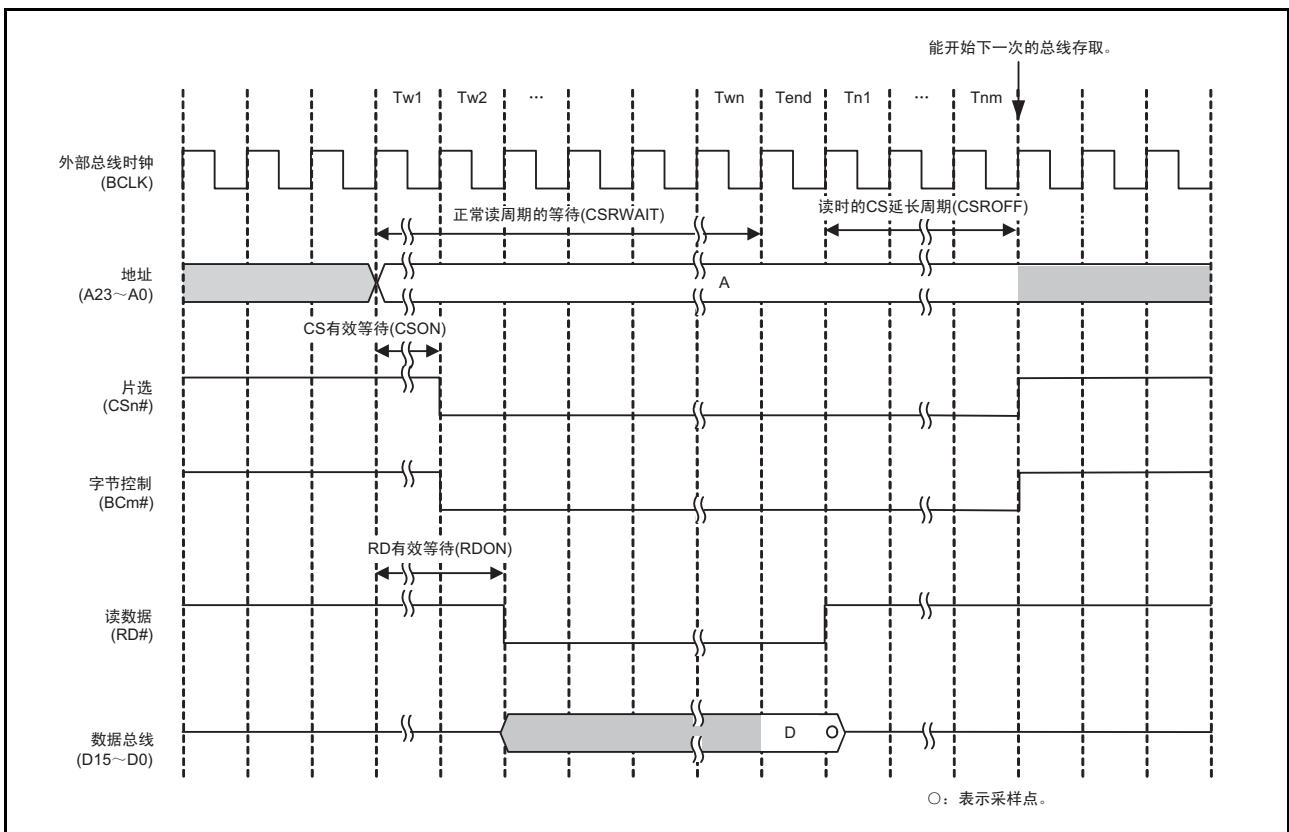 能开始下一次的总线存取。
Tw1 Tw2 … Twn Tend Tn1 … Tnm
外部总线时钟
(BCLK)
正常读周期的等待(CSRWAIT)
读时的CS延长周期(CSROFF)
地址
(A23～A0)
A
CS有效等待(CSON)
片选
(CSn#)
字节控制
(BCm#)
RD有效等待(RDON)
读数据
(RD#)
数据总线
(D15～D0)
D
○：表示采样点。